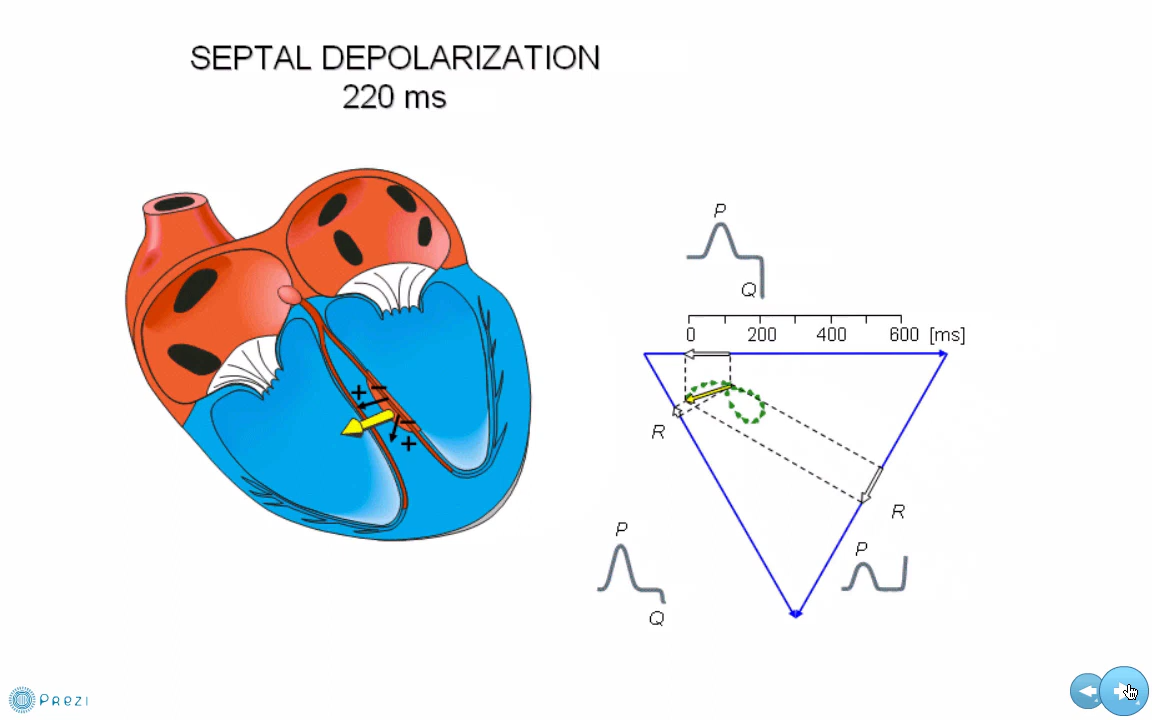 SEPTAL DEPOLARIZATION
220 ms
P
Q
0 200 400 600 [ms]
+ −
R
−
+
R
P
P
Q
PREZI